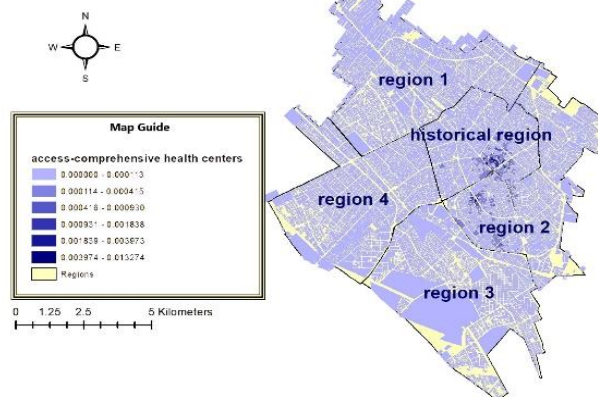 N
W E
S
region 1
Map Guide
historical region
access-comprehensive health centers
0.000000 - 0.000113
0.000114 - 0.000415
0.000416 - 0.000930
0.000931 - 0.001838
0.001839 - 0.003973
0.003974 - 0.013274
Regions
region 4
region 2
region 3
0 1.25 2.5 5 Kilometers